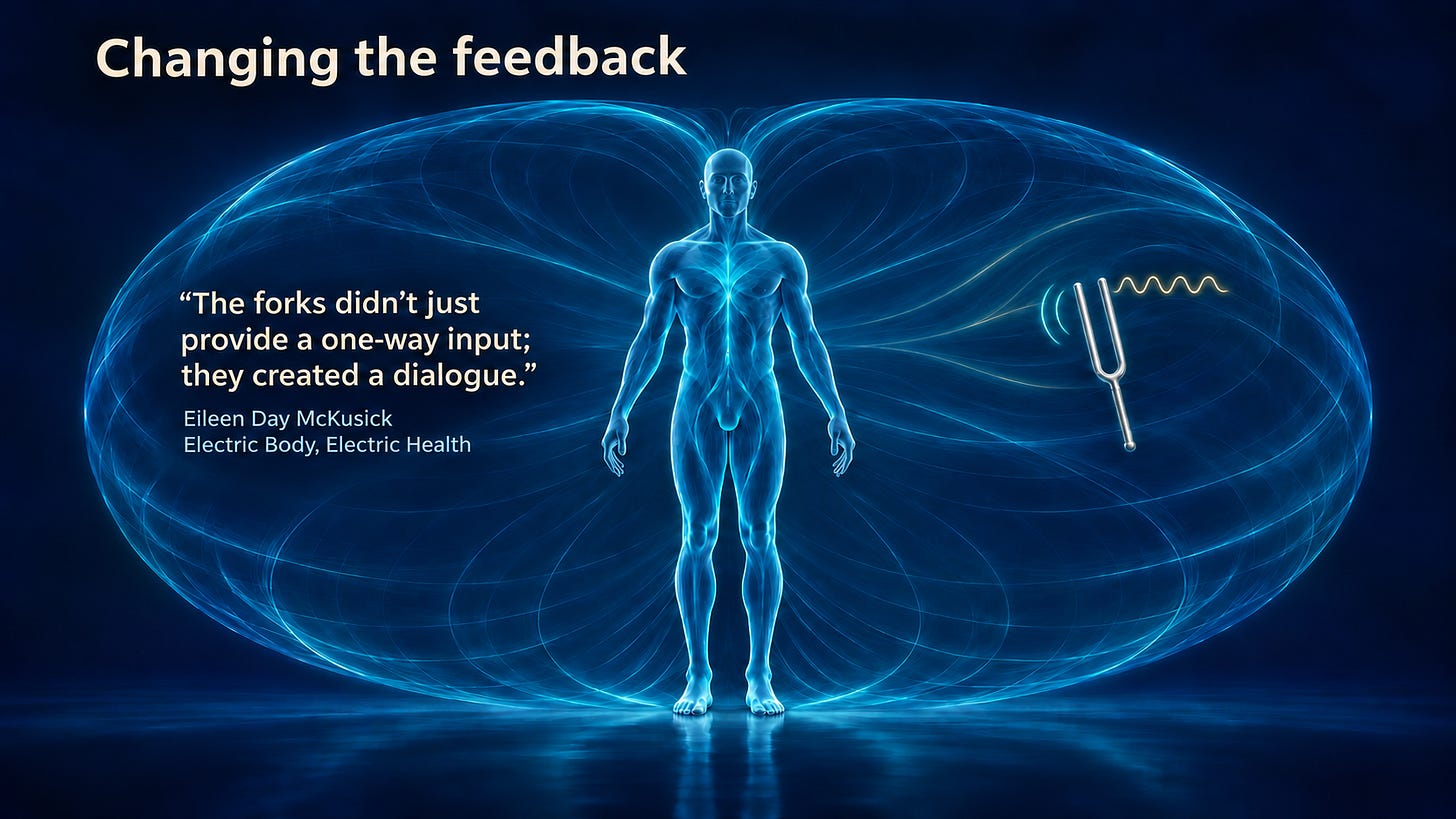 Changing the feedback
“The forks didn’t just
provide a one-way input;
they created a dialogue.”
Eileen Day McKusick
Electric Body, Electric Health